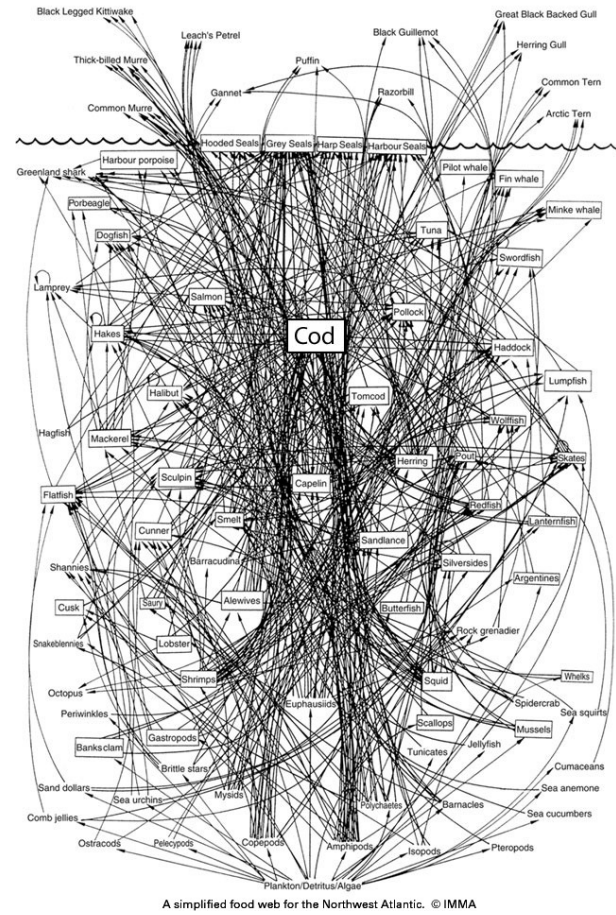 Black Legged Kittiwake
Great Black Backed Gull
Leach's Petrel
Black Guillemot
Herring Gull
Thick-billed Murre
Puffin
Common Tern
Gannet
Razorbill
Common Murre
Arctic Tern
Hooded Seals
Grey Seals
Harp Seals
Harbour Seals
Harbour porpoise
Pilot whale
Greenland shark
Fin whale
Porbeagle
Minke whale
Dogfish
Tuna
Swordfish
Lamprey
Salmon
Pollock
Hakes
Cod
Haddock
Lumpfish
Halibut
Tomcod
Wolffish
Hagfish
Mackerel
Herring
Pout
Skates
Sculpin
Capelin
Flatfish
Redfish
Smelt
Lanternfish
Cunner
Sandlance
Barracudina
Silversides
Shannies
Argentines
Cusk
Saury
Alewives
Butterfish
Rock grenadier
Snakeblennies
Lobster
Shrimps
Squid
Whelks
Octopus
Euphausiids
Spidercrab
Sea squirts
Periwinkles
Scallops
Mussels
Gastropods
Banksclam
Tunicates
Jellyfish
Brittle stars
Cumaceans
Sand dollars
Mysids
Sea anemone
Sea urchins
Polychaetes
Barnacles
Comb jellies
Sea cucumbers
Ostracods
Pelecypods
Copepods
Amphipods
Isopods
Pteropods
Plankton/Detritus/Algae
A simplified food web for the Northwest Atlantic. © IMMA